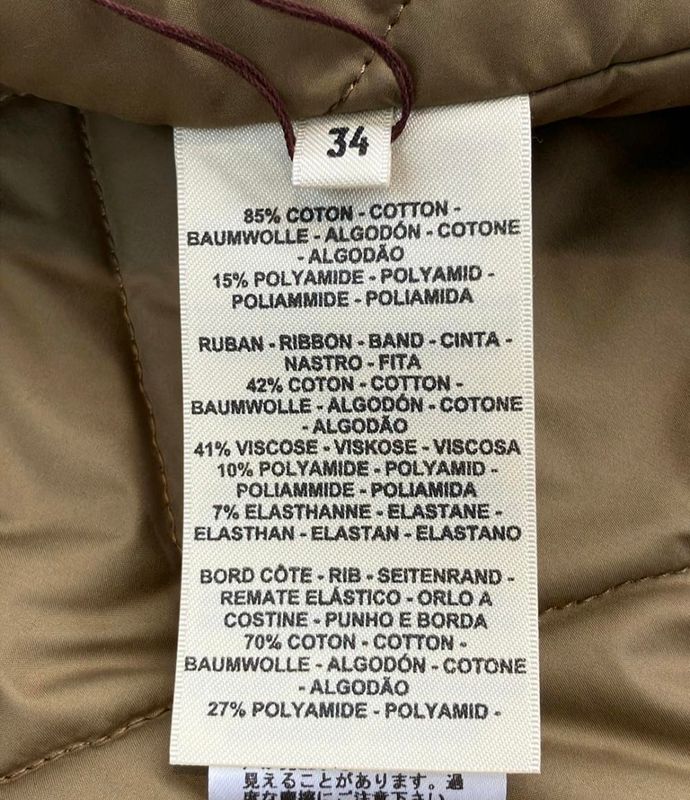 34
85% COTON - COTTON -
BAUMWOLLE - ALGODÓN - COTONE
- ALGODÃO
15% POLYAMIDE - POLYAMID -
POLIAMMIDE - POLIAMIDA
RUBAN - RIBBON - BAND - CINTA -
NASTRO - FITA
42% COTON - COTTON -
BAUMWOLLE - ALGODÓN - COTONE
- ALGODÃO
41% VISCOSE - VISKOSE - VISCOSA
10% POLYAMIDE - POLYAMID -
POLIAMMIDE - POLIAMIDA
7% ELASTHANNE - ELASTANE -
ELASTHAN - ELASTAN - ELASTANO
BORD CÔTE - RIB - SEITENRAND -
REMATE ELÁSTICO - ORLO A
COSTINE - PUNHO E BORDA
70% COTON - COTTON -
BAUMWOLLE - ALGODÓN - COTONE
- ALGODÃO
27% POLYAMIDE - POLYAMID -
見えることがあります。過